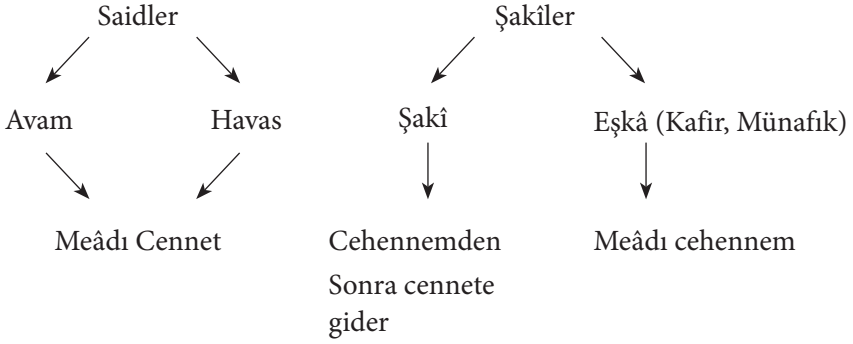 Saidler
Şakîler
Avam
Havas
Şakî
Eşkâ (Kafir, Münafık)
Meâdı Cennet
Cehennemden
Sonra cennete
gider
Meâdı cehennem